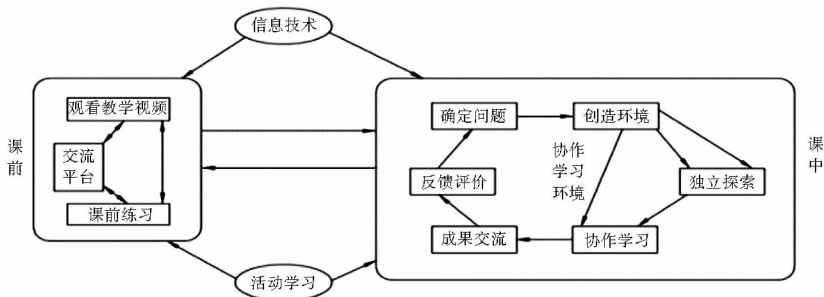 信息技术
课前
观看教学视频
交流
平台
课前练习
确定问题
创造环境
协作
学习
环境
反馈评价
独立探索
成果交流
协作学习
课中
活动学习